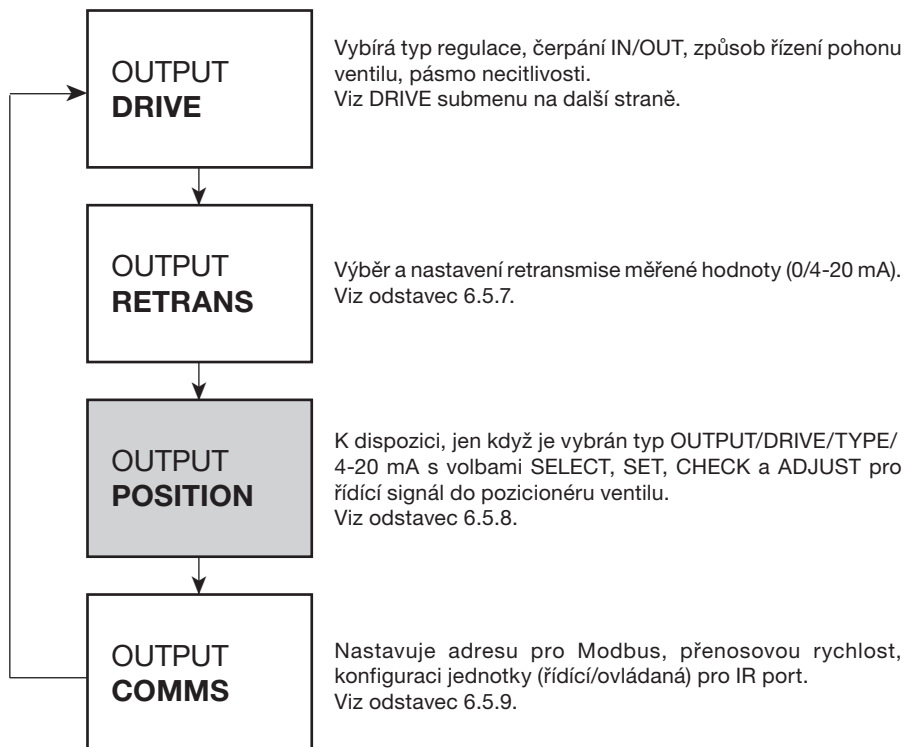 OUTPUT
DRIVE
Vybírá typ regulace, čerpání IN/OUT, způsob řízení pohonu
ventilu, pásmo necitlivosti.
Viz DRIVE submenu na další straně.
OUTPUT
RETRANS
Výběr a nastavení retransmise měřené hodnoty (0/4-20 mA).
Viz odstavec 6.5.7.
OUTPUT
POSITION
K dispozici, jen když je vybrán typ OUTPUT/DRIVE/TYPE/
4-20 mA s volbami SELECT, SET, CHECK a ADJUST pro
řídící signál do pozicionéru ventilu.
Viz odstavec 6.5.8.
OUTPUT
COMMS
Nastavuje adresu pro Modbus, přenosovou rychlost,
konfiguraci jednotky (řídící/ovládaná) pro IR port.
Viz odstavec 6.5.9.